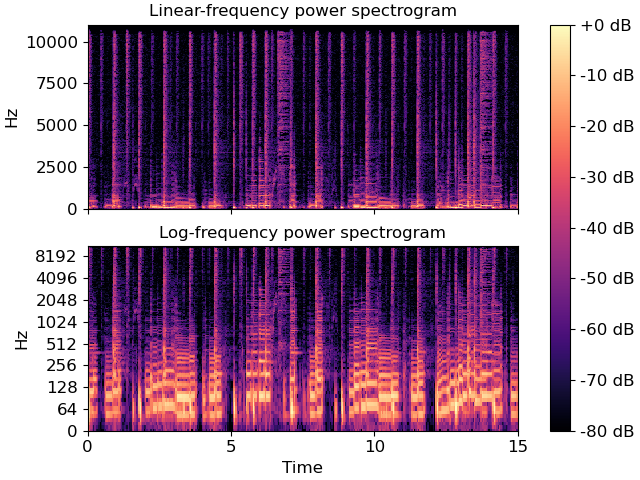 Linear-frequency power spectrogram
10000
7500
5000
2500
0
Hz
Log-frequency power spectrogram
8192
4096
2048
1024
512
256
128
64
0
Hz
0
5
10
15
Time
+0 dB
-10 dB
-20 dB
-30 dB
-40 dB
-50 dB
-60 dB
-70 dB
-80 dB